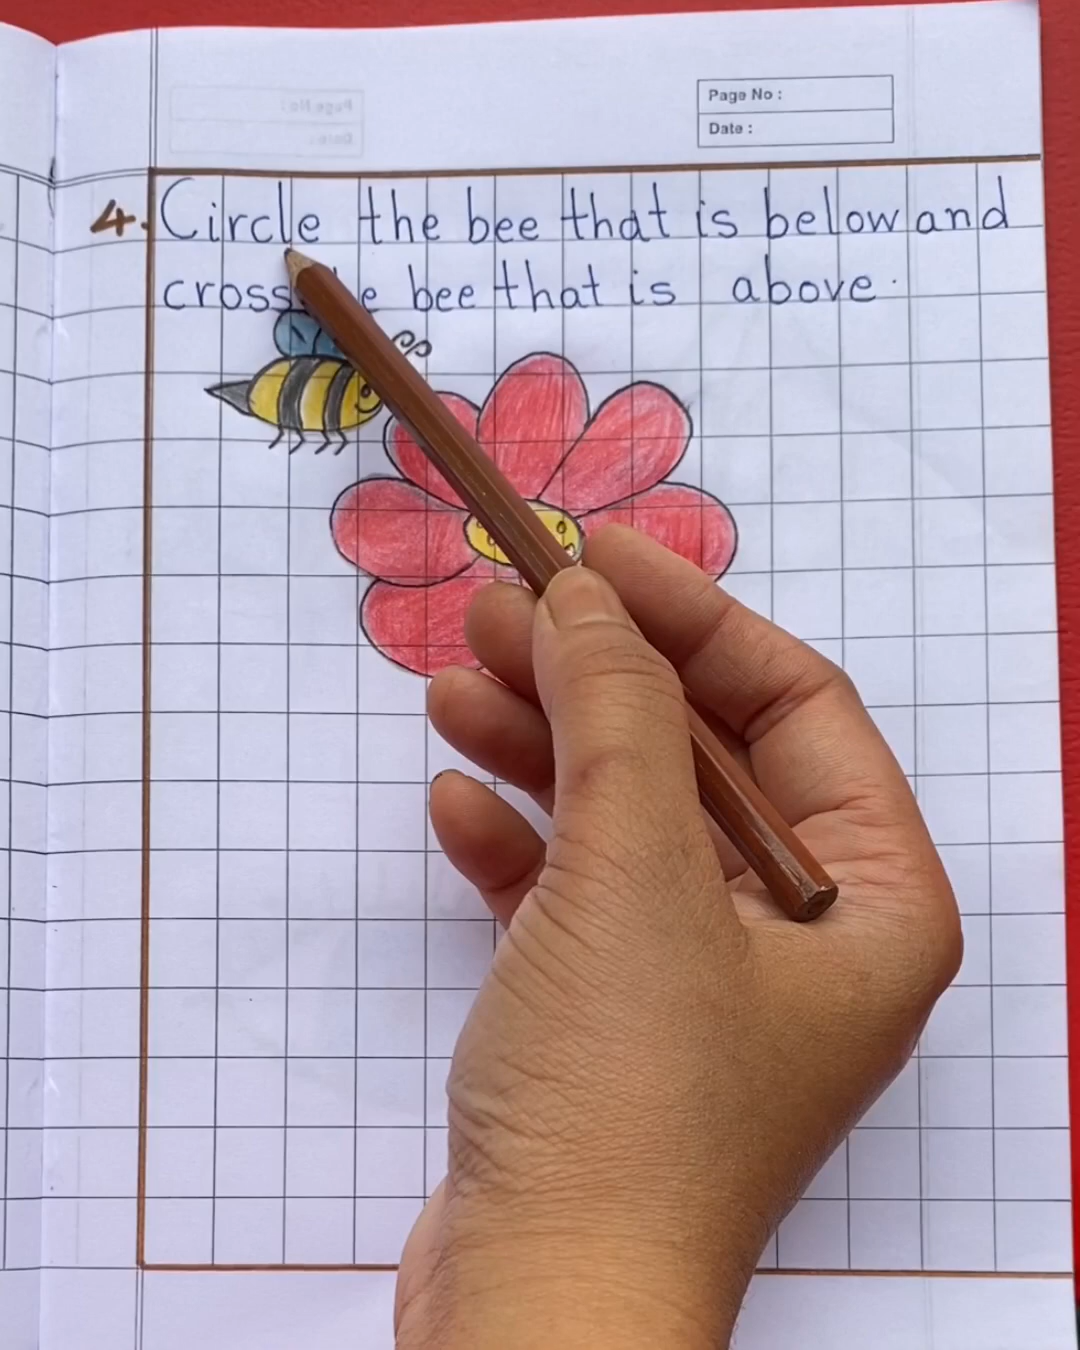 Page No :
Date :
4. Circle the bee that is below and
cross bee that is above.